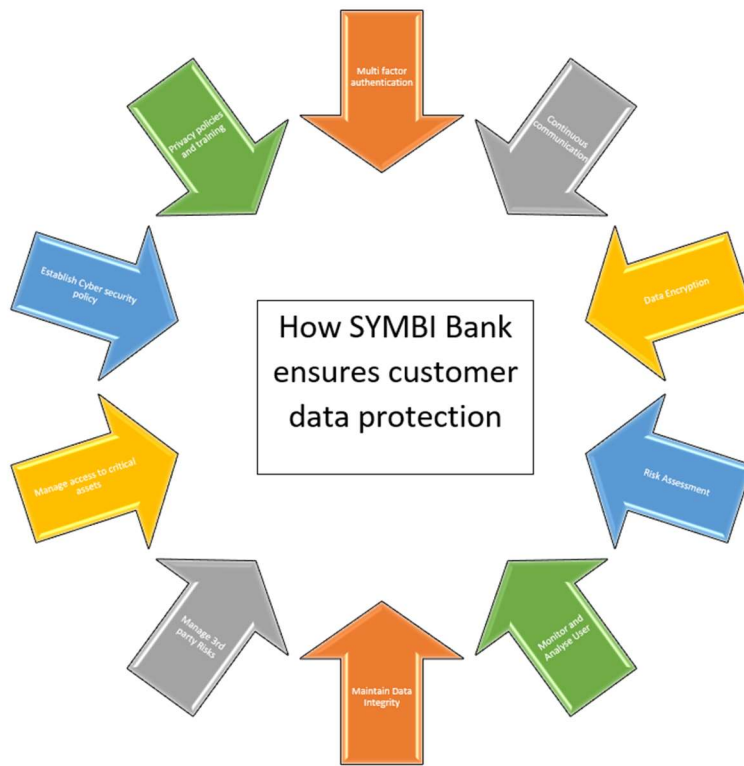 Multi factor
authentication
Continuous
communication
Data Encryption
Risk Assessment
Monitor and
Analyse User
Maintain Data
Integrity
Manage 3rd
party Risks
Manage access to critical
assets
Establish Cyber security
policy
Privacy policies
and training
How SYMBI Bank
ensures customer
data protection